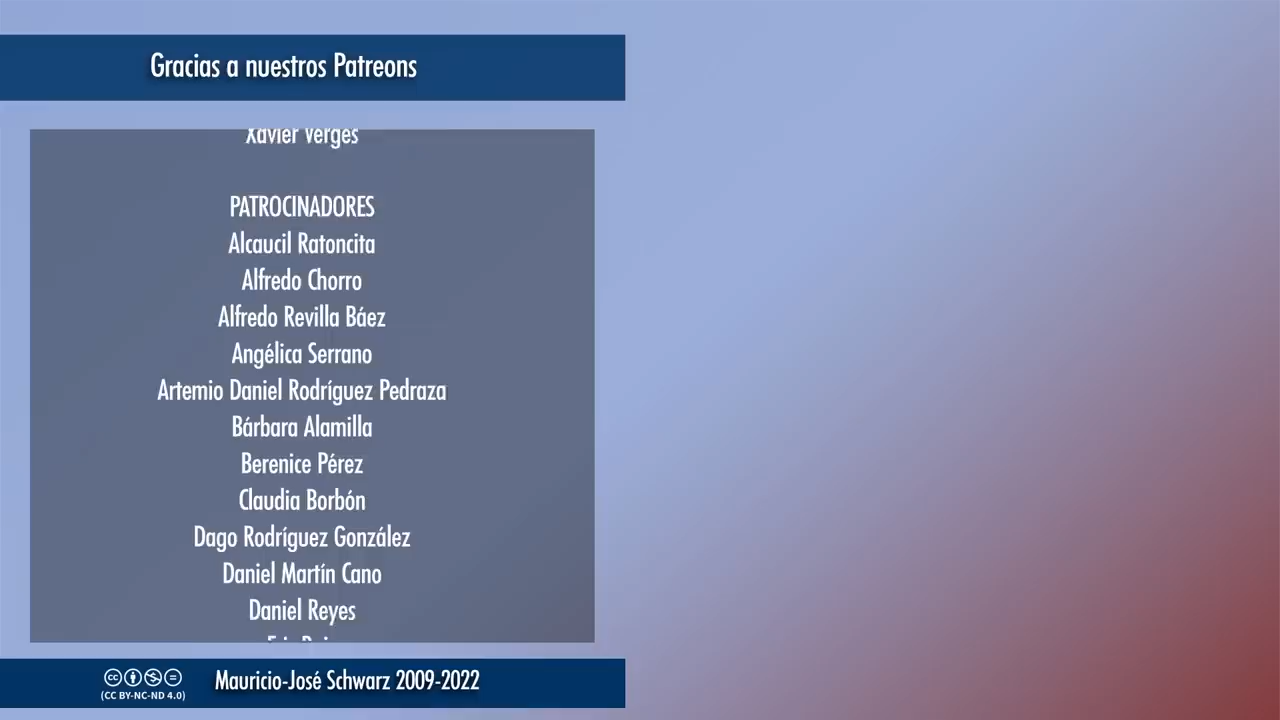 Gracias a nuestros Patreons
Xavier Verges
PATROCINADORES
Alcaucil Ratoncita
Alfredo Chorro
Alfredo Revilla Báez
Angélica Serrano
Artemio Daniel Rodríguez Pedraza
Bárbara Alamilla
Berenice Pérez
Claudia Borbón
Dago Rodríguez González
Daniel Martín Cano
Daniel Reyes
Mauricio-José Schwarz 2009-2022
(CC BY-NC-ND 4.0)